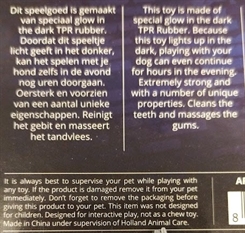 Dit speelgoed is gemaakt
van speciaal glow in
the dark TPR rubber.
Doordat dit speeltje
licht geeft in het donker,
kan het spelen met je
hond zelfs in de avond
nog uren doorgaan.
Oersterk en voorzien
van een aantal unieke
eigenschappen. Reinigt
het gebit en masseert
het tandvlees.
This toy is made of
special glow in the dark
TPR Rubber. Because
this toy lights up in the
dark, playing with your
dog can even continue
for hours in the evening.
Extremely strong and
with a number of unique
properties. Cleans the
teeth and massages the
gums.
It is always best to supervise your pet while playing with
any toy. If the product is damaged remove it from your pet
immediately. Don't forget to remove the packaging before
giving this product to your pet. This item was not designed
for children. Designed for interactive play, not as a chew toy.
Made in China under supervision of Holland Animal Care.
8